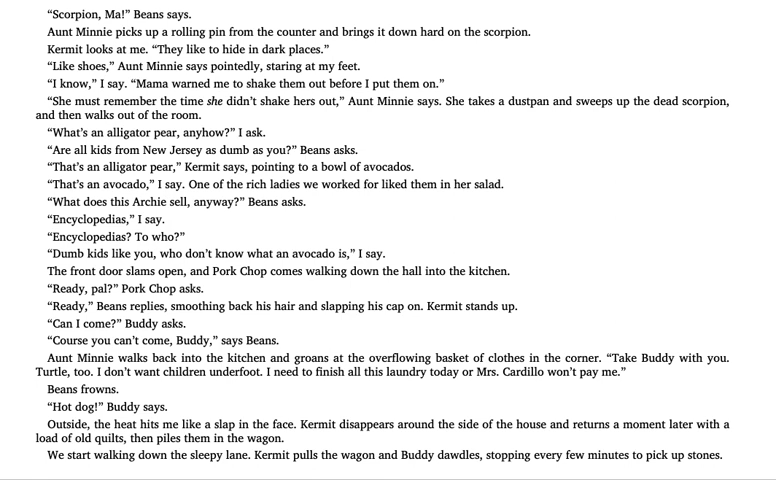 “Scorpion, Ma!” Beans says.
Aunt Minnie picks up a rolling pin from the counter and brings it down hard on the scorpion.
Kermit looks at me. “They like to hide in dark places.”
“Like shoes,” Aunt Minnie says pointedly, staring at my feet.
“I know,” I say. “Mama warned me to shake them out before I put them on.”
“She must remember the time she didn’t shake hers out,” Aunt Minnie says. She takes a dustpan and sweeps up the dead scorpion,
and then walks out of the room.
“What’s an alligator pear, anyhow?” I ask.
“Are all kids from New Jersey as dumb as you?” Beans asks.
“That’s an alligator pear,” Kermit says, pointing to a bowl of avocados.
“That’s an avocado,” I say. One of the rich ladies we worked for liked them in her salad.
“What does this Archie sell, anyway?” Beans asks.
“Encyclopedias,” I say.
“Encyclopedias? To who?”
“Dumb kids like you, who don’t know what an avocado is,” I say.
The front door slams open, and Pork Chop comes walking down the hall into the kitchen.
“Ready, pal?” Pork Chop asks.
“Ready,” Beans replies, smoothing back his hair and slapping his cap on. Kermit stands up.
“Can I come?” Buddy asks.
“Course you can’t come, Buddy,” says Beans.
Aunt Minnie walks back into the kitchen and groans at the overflowing basket of clothes in the corner. “Take Buddy with you.
Turtle, too. I don’t want children underfoot. I need to finish all this laundry today or Mrs. Cardillo won’t pay me.”
Beans frowns.
“Hot dog!” Buddy says.
Outside, the heat hits me like a slap in the face. Kermit disappears around the side of the house and returns a moment later with a
load of old quilts, then piles them in the wagon.
We start walking down the sleepy lane. Kermit pulls the wagon and Buddy dawdles, stopping every few minutes to pick up stones.